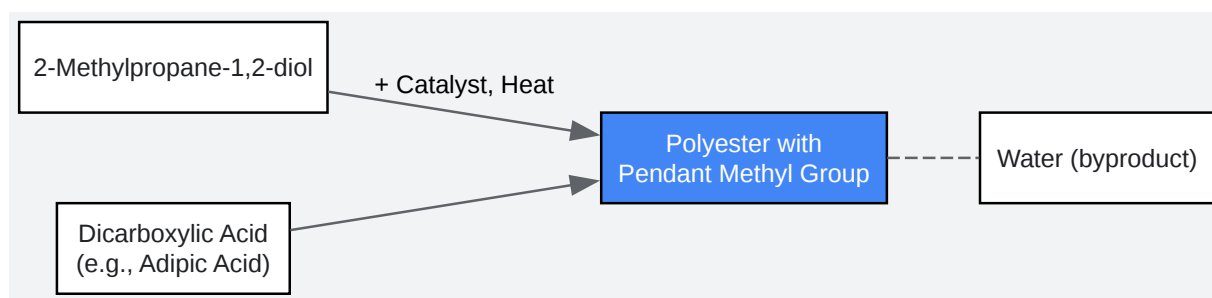 2-Methylpropane-1,2-diol
+ Catalyst, Heat
Polyester with
Pendant Methyl Group
Water (byproduct)
Dicarboxylic Acid
(e.g., Adipic Acid)